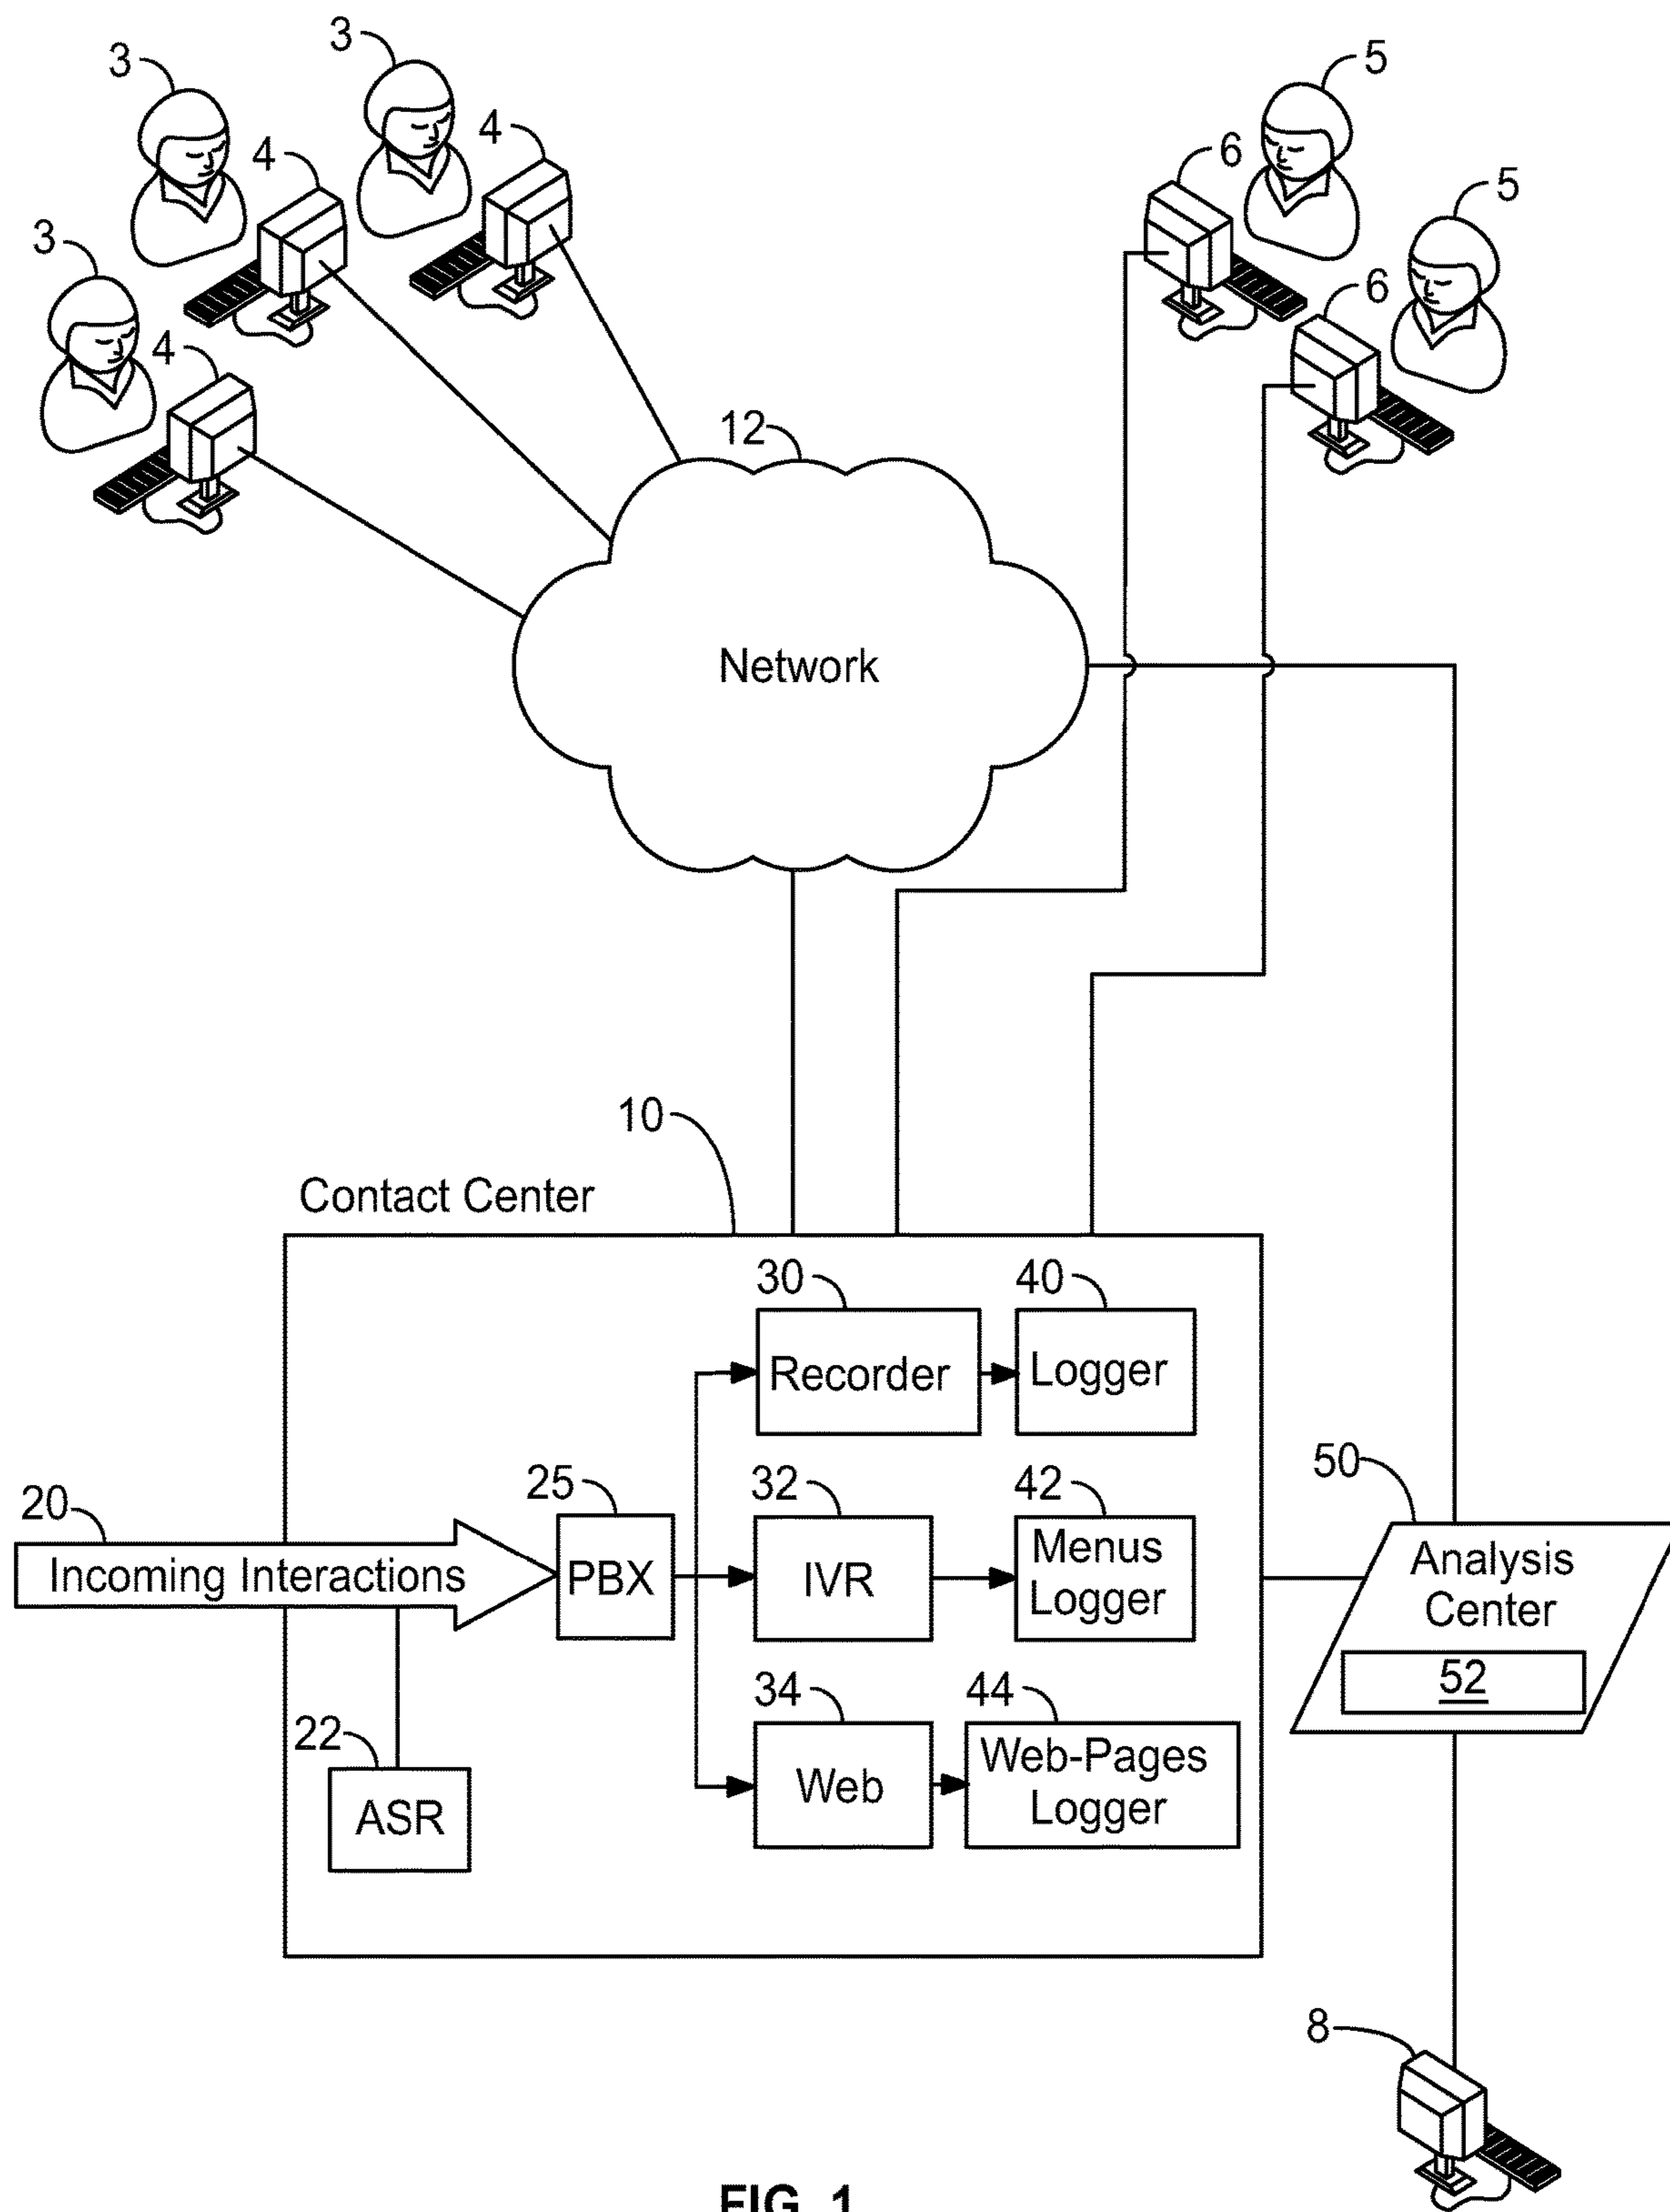 3
3
5
4
4
6
5
3
6
4
12
Network
10
Contact Center
30
40
Recorder
Logger
20
25
32
42
50
Incoming Interactions
PBX
IVR
Menus
Logger
Analysis
Center
52
22
34
44
ASR
Web
Web-Pages
Logger
8
FIG. 1